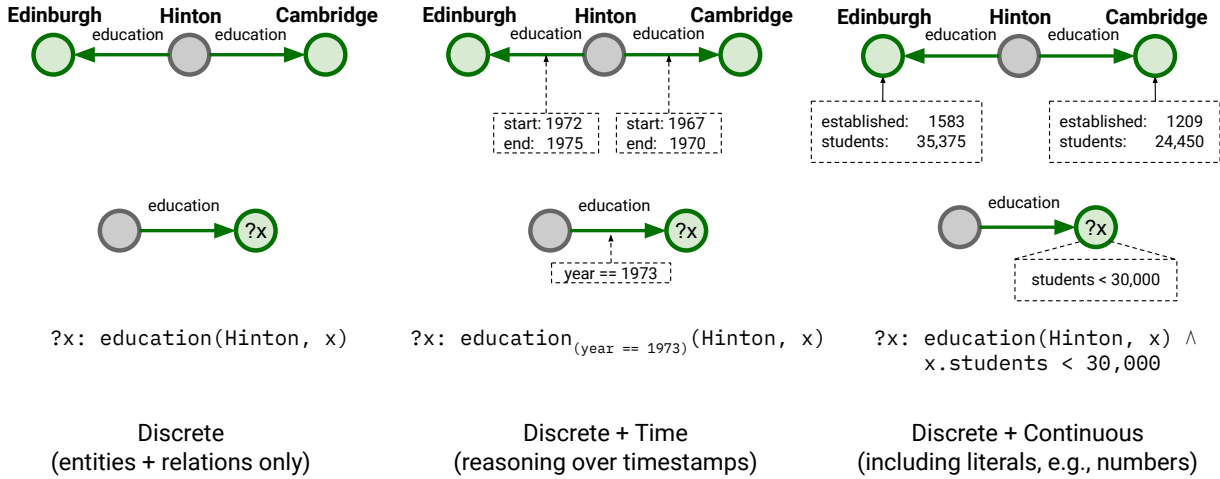 Edinburgh Hinton Cambridge
education education
?x
education
?x: education(Hinton, x)
Discrete
(entities + relations only)
Edinburgh Hinton Cambridge
education education
start: 1972
end: 1975
start: 1967
end: 1970
education
?x
year == 1973
?x: education(year == 1973)(Hinton, x)
Discrete + Time
(reasoning over timestamps)
Edinburgh Hinton Cambridge
education education
established: 1583
students: 35,375
established: 1209
students: 24,450
education
?x
students < 30,000
?x: education(Hinton, x) ∧
x.students < 30,000
Discrete + Continuous
(including literals, e.g., numbers)